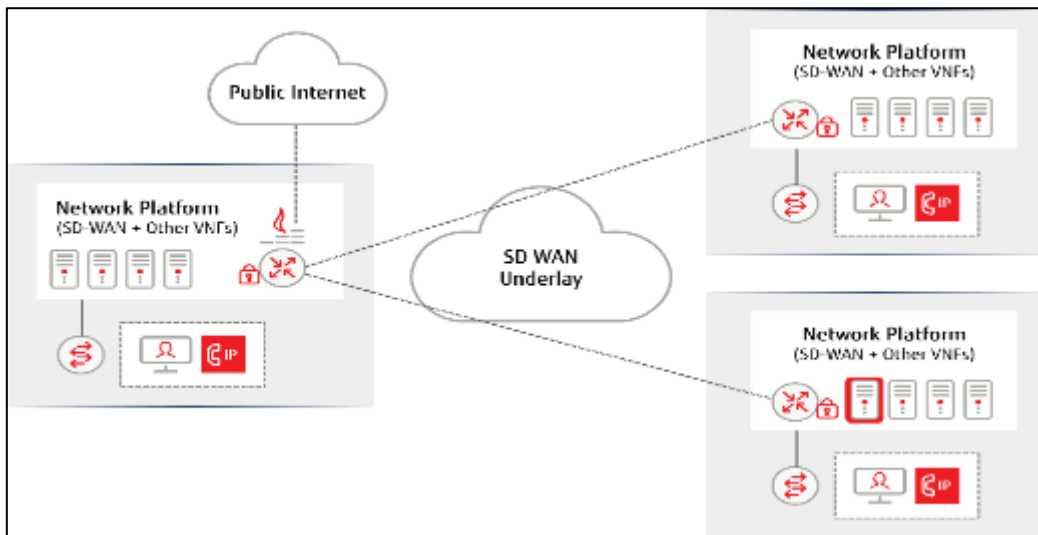 Public Internet
Network Platform
(SD-WAN + Other VNFs)
IP
SD WAN
Underlay
Network Platform
(SD-WAN + Other VNFs)
IP
Network Platform
(SD-WAN + Other VNFs)
IP